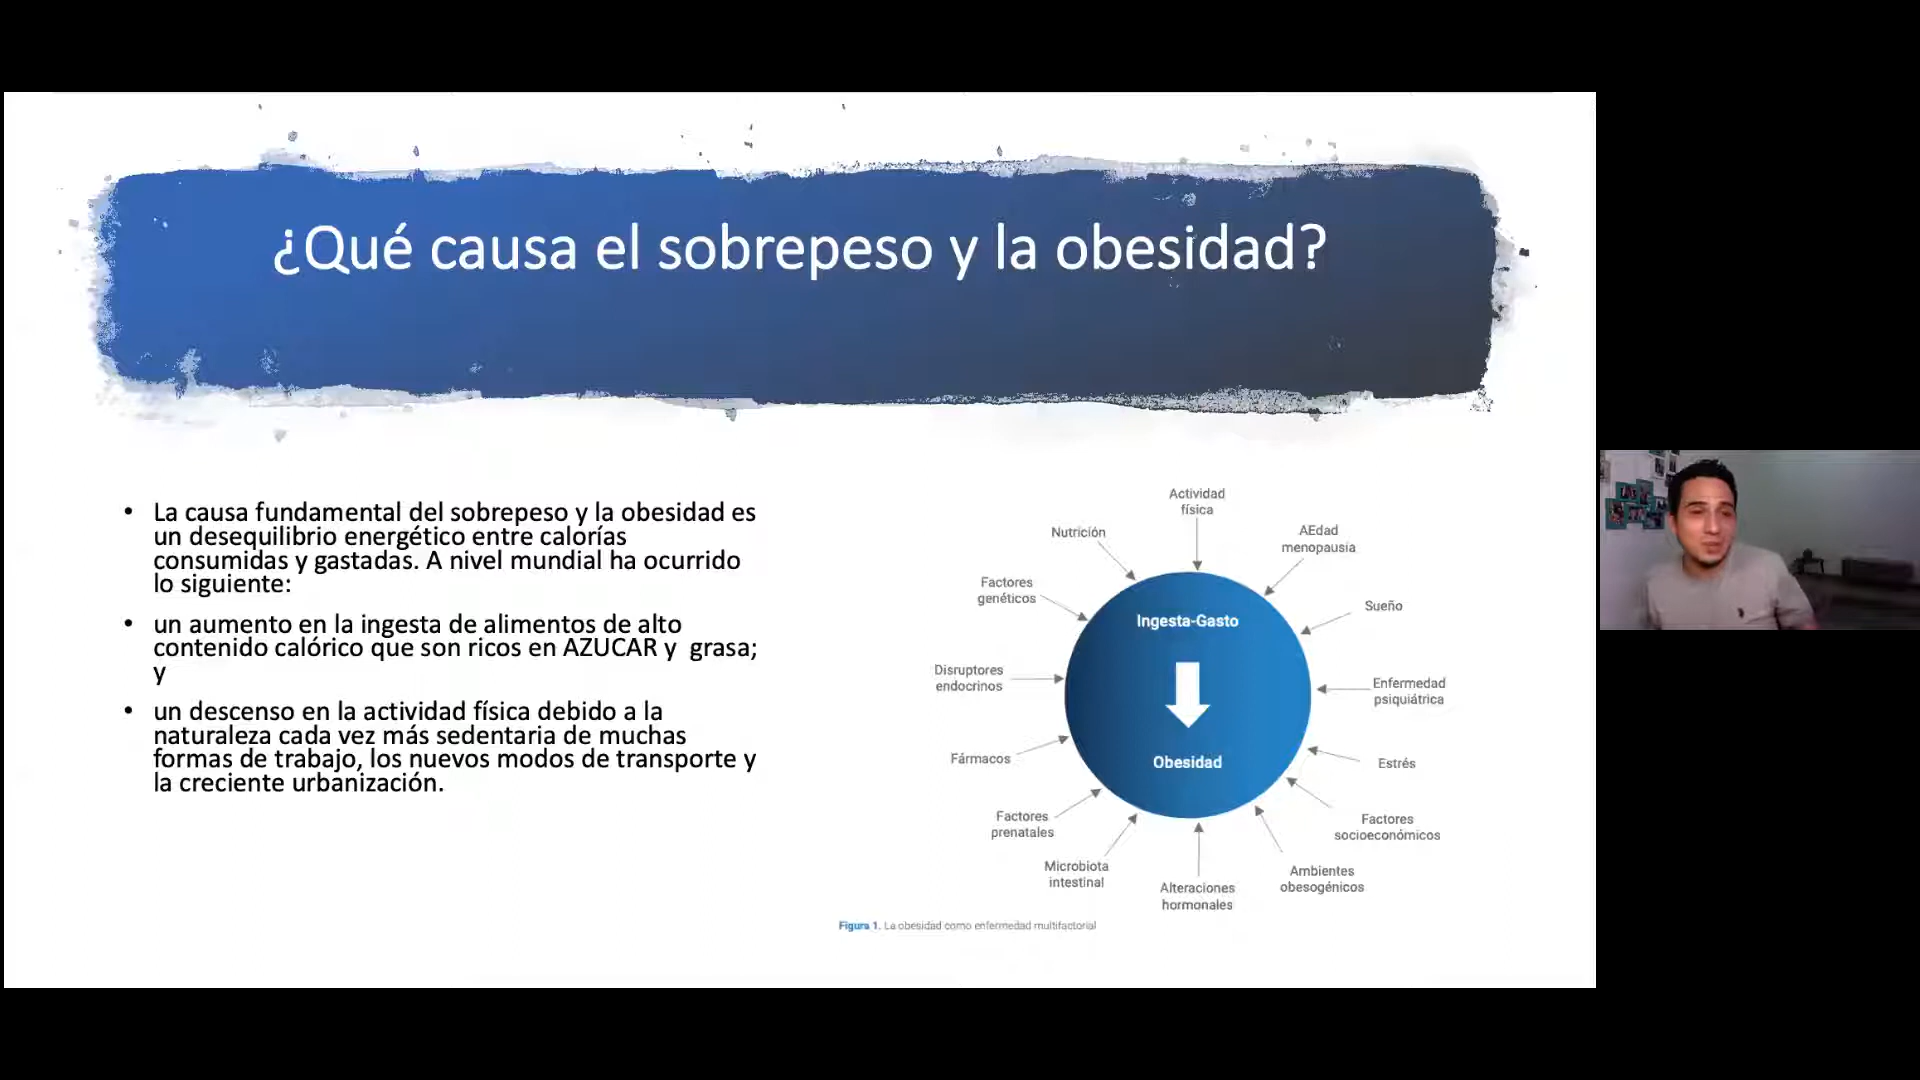 ¿Qué causa el sobrepeso y la obesidad?
• La causa fundamental del sobrepeso y la obesidad es
un desequilibrio energético entre calorías
consumidas y gastadas. A nivel mundial ha ocurrido
lo siguiente:
• un aumento en la ingesta de alimentos de alto
contenido calórico que son ricos en AZUCAR y  grasa;
y
• un descenso en la actividad física debido a la
naturaleza cada vez más sedentaria de muchas
formas de trabajo, los nuevos modos de transporte y
la creciente urbanización.
Actividad
física
AEdad
menopausia
Sueño
Enfermedad
psiquiátrica
Estrés
Factores
socioeconómicos
Ambientes
obesogénicos
Alteraciones
hormonales
Microbiota
intestinal
Factores
prenatales
Fármacos
Disruptores
endocrinos
Factores
genéticos
Nutrición
Ingesta-Gasto
Obesidad
Figura 1. La obesidad como enfermedad multifactorial